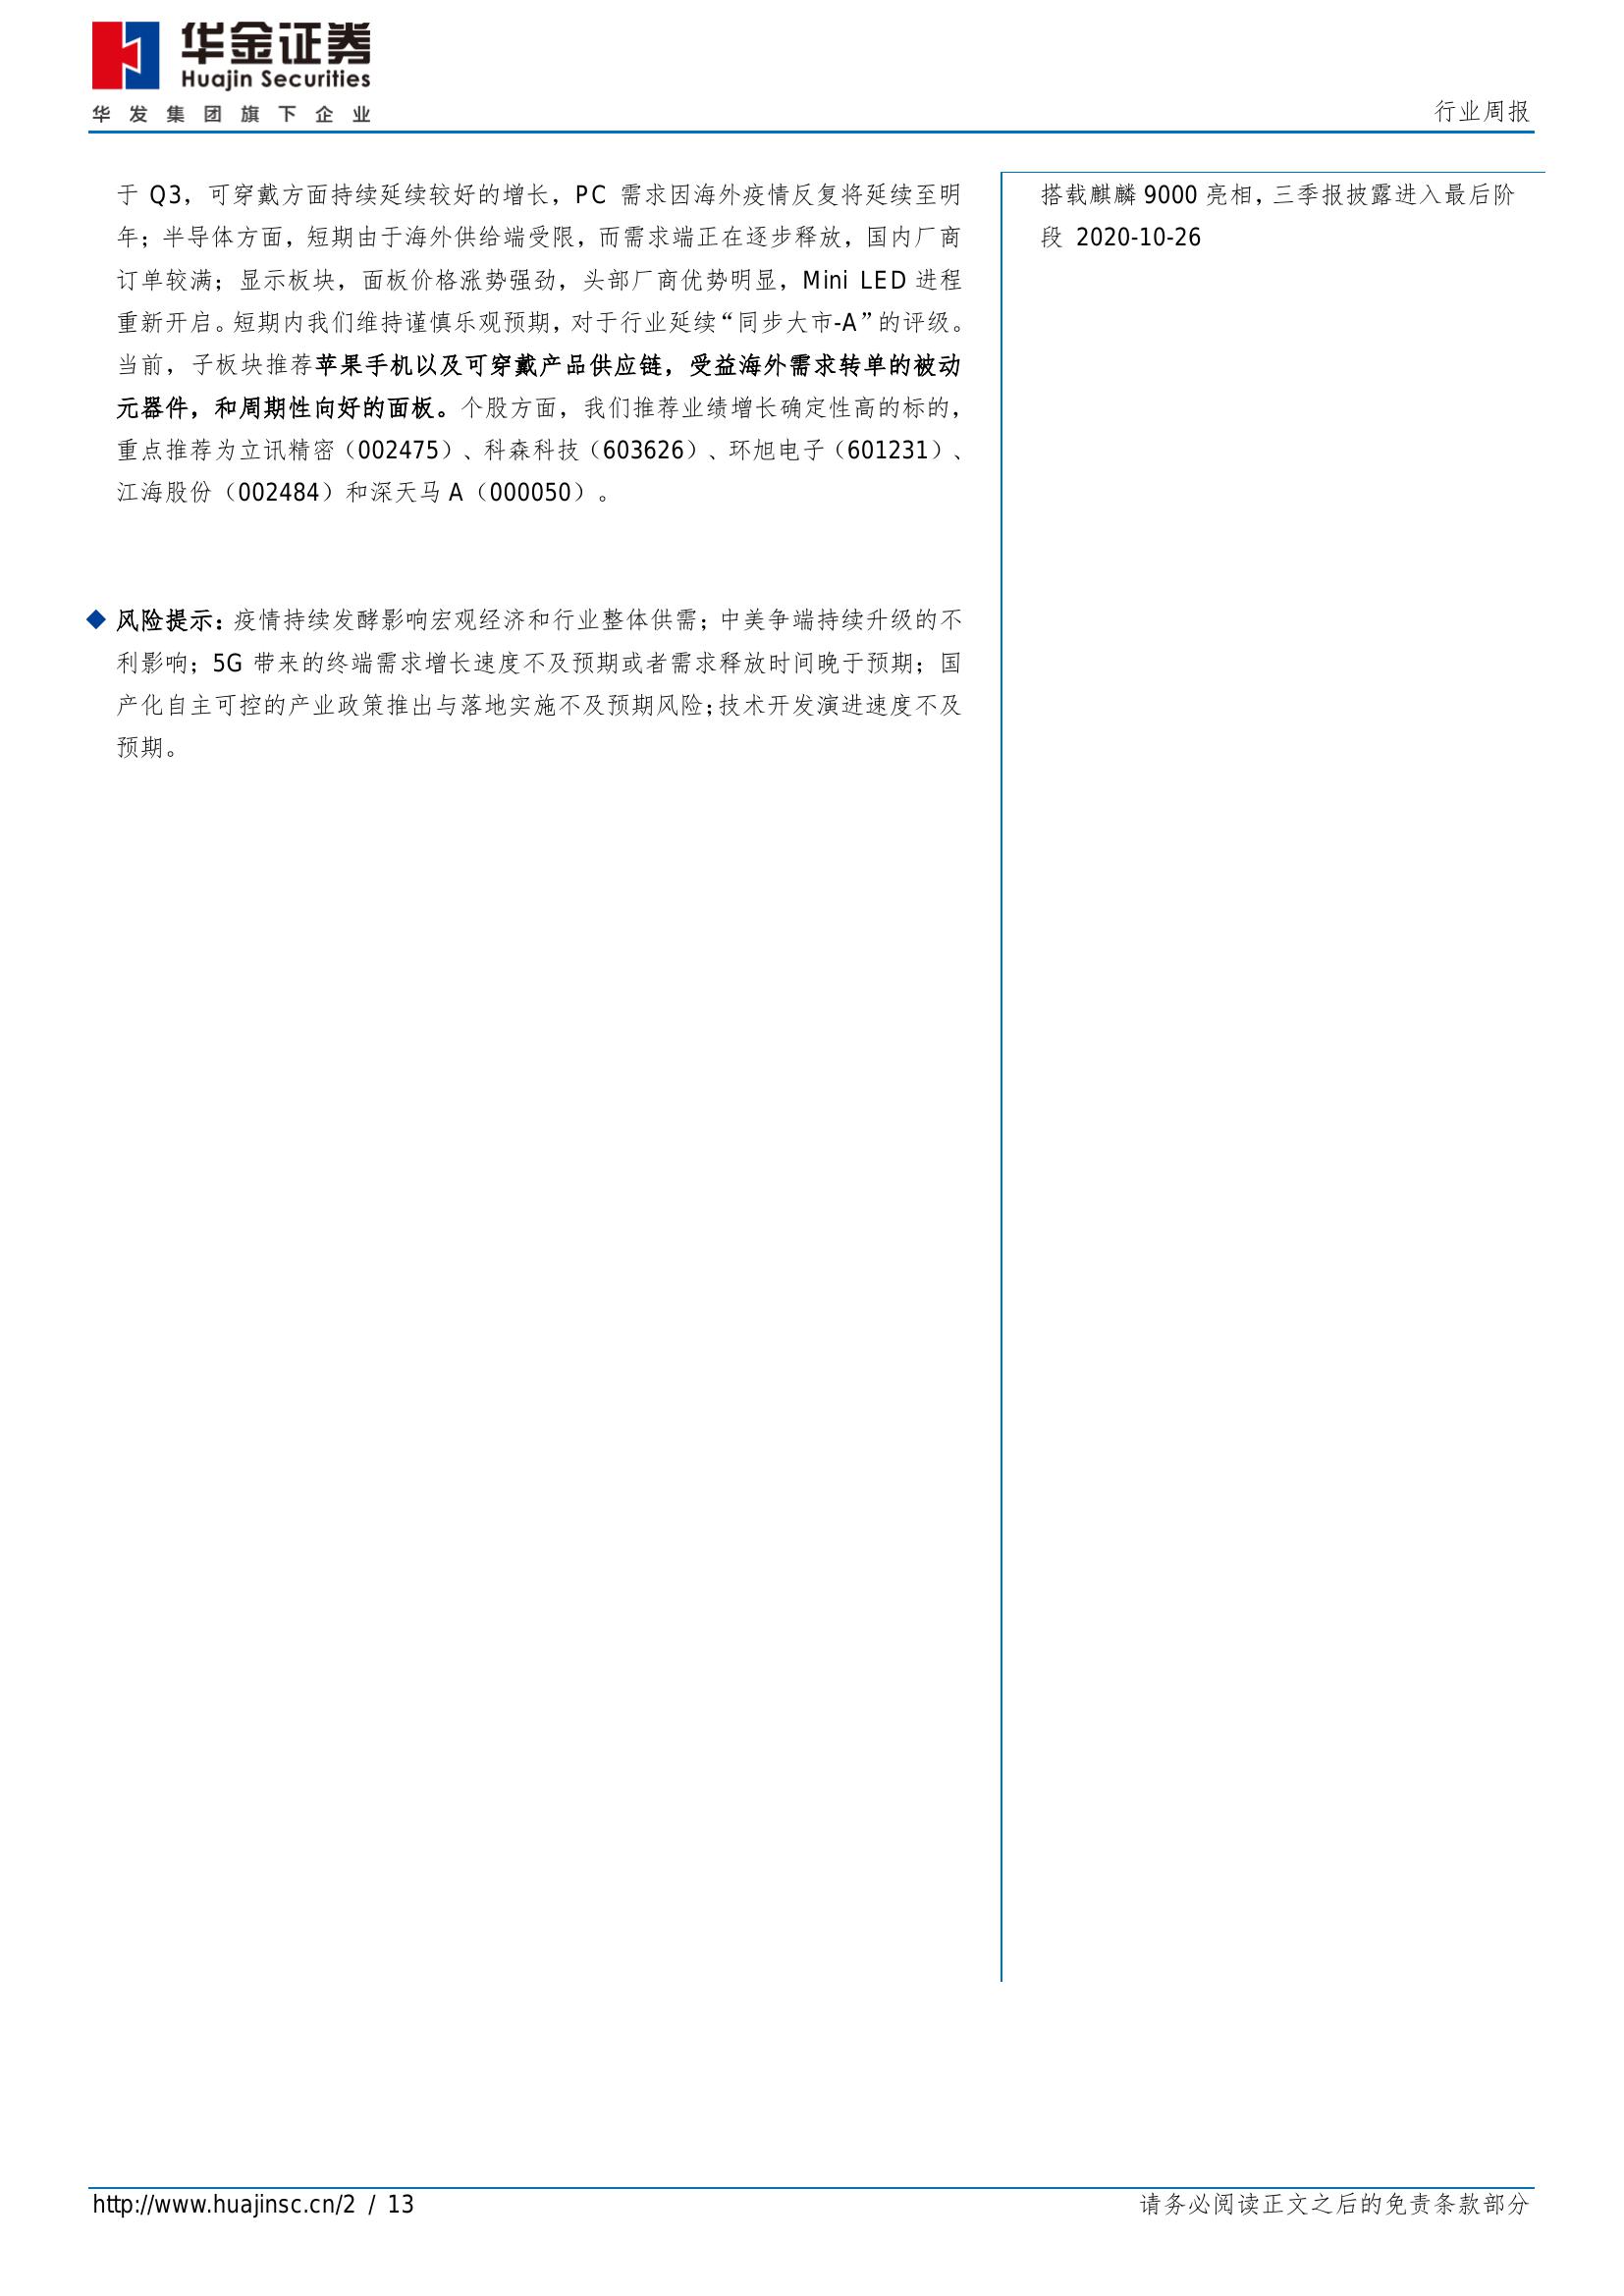 华金证券
Huajin Securities
华发集团旗下企业
行业周报
于 Q3，可穿戴方面持续延续较好的增长，PC 需求因海外疫情反复将延续至明
年；半导体方面，短期由于海外供给端受限，而需求端正在逐步释放，国内厂商
订单较满；显示板块，面板价格涨势强劲，头部厂商优势明显，Mini LED 进程
重新开启。短期内我们维持谨慎乐观预期，对于行业延续“同步大市-A”的评级。
当前，子板块推荐苹果手机以及可穿戴产品供应链，受益海外需求转单的被动
元器件，和周期性向好的面板。个股方面，我们推荐业绩增长确定性高的标的，
重点推荐为立讯精密（002475）、科森科技（603626）、环旭电子（601231）、
江海股份（002484）和深天马 A（000050）。
风险提示：疫情持续发酵影响宏观经济和行业整体供需；中美争端持续升级的不
利影响；5G 带来的终端需求增长速度不及预期或者需求释放时间晚于预期；国
产化自主可控的产业政策推出与落地实施不及预期风险；技术开发演进速度不及
预期。
搭载麒麟 9000 亮相，三季报披露进入最后阶
段 2020-10-26
http://www.huajinsc.cn/2 / 13
请务必阅读正文之后的免责条款部分